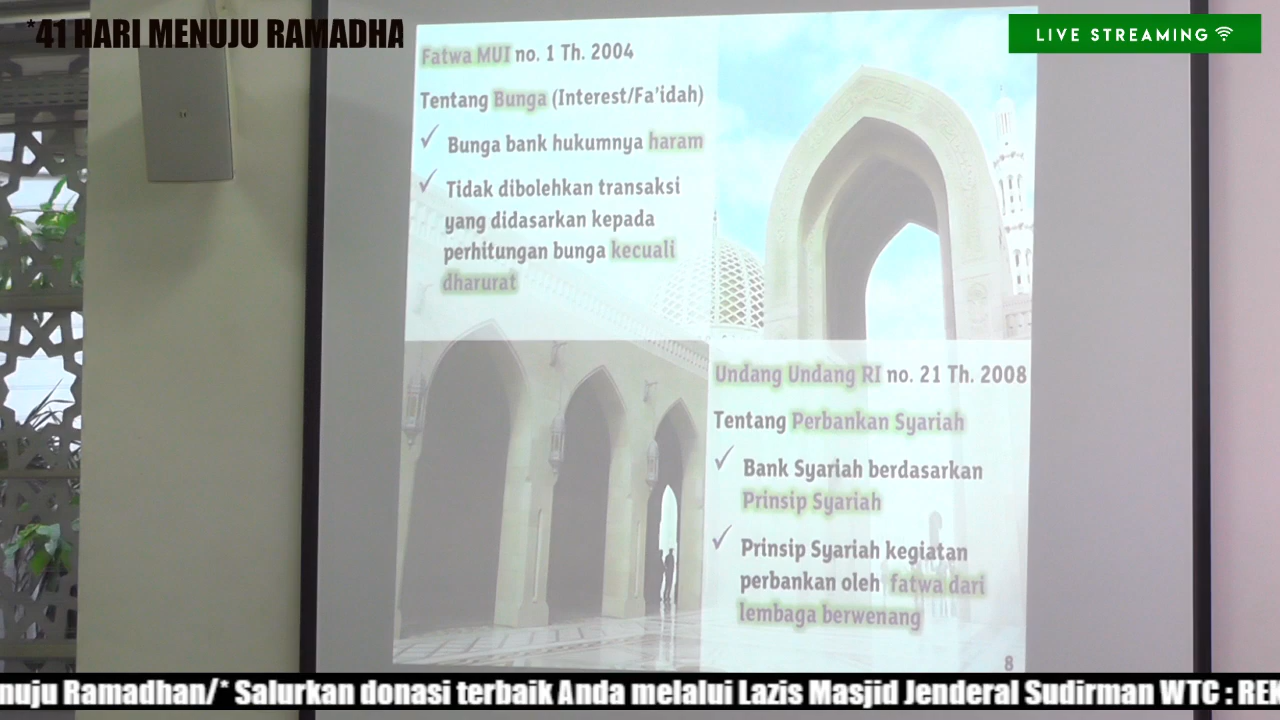 *41 HARI MENUJU RAMADHA
LIVE STREAMING
Fatwa MUI no. 1 Th. 2004
Tentang Bunga (Interest/Fa'idah)
✓ Bunga bank hukumnya haram
✓ Tidak dibolehkan transaksi
yang didasarkan kepada
perhitungan bunga kecuali
dharurat
Undang Undang RI no. 21 Th. 2008
Tentang Perbankan Syariah
✓ Bank Syariah berdasarkan
Prinsip Syariah
✓ Prinsip Syariah kegiatan
perbankan oleh fatwa dari
lembaga berwenang
8
nuju Ramadhan/* Salurkan donasi terbaik Anda melalui Lazis Masjid Jenderal Sudirman WTC : REK